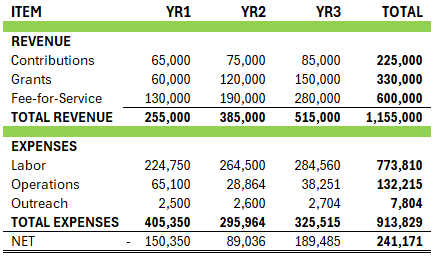 ITEM YR1 YR2 YR3 TOTAL
REVENUE
Contributions 65,000 75,000 85,000 225,000
Grants 60,000 120,000 150,000 330,000
Fee-for-Service 130,000 190,000 280,000 600,000
TOTAL REVENUE 255,000 385,000 515,000 1,155,000
EXPENSES
Labor 224,750 264,500 284,560 773,810
Operations 65,100 28,864 38,251 132,215
Outreach 2,500 2,600 2,704 7,804
TOTAL EXPENSES 405,350 295,964 325,515 913,829
NET - 150,350 89,036 189,485 241,171